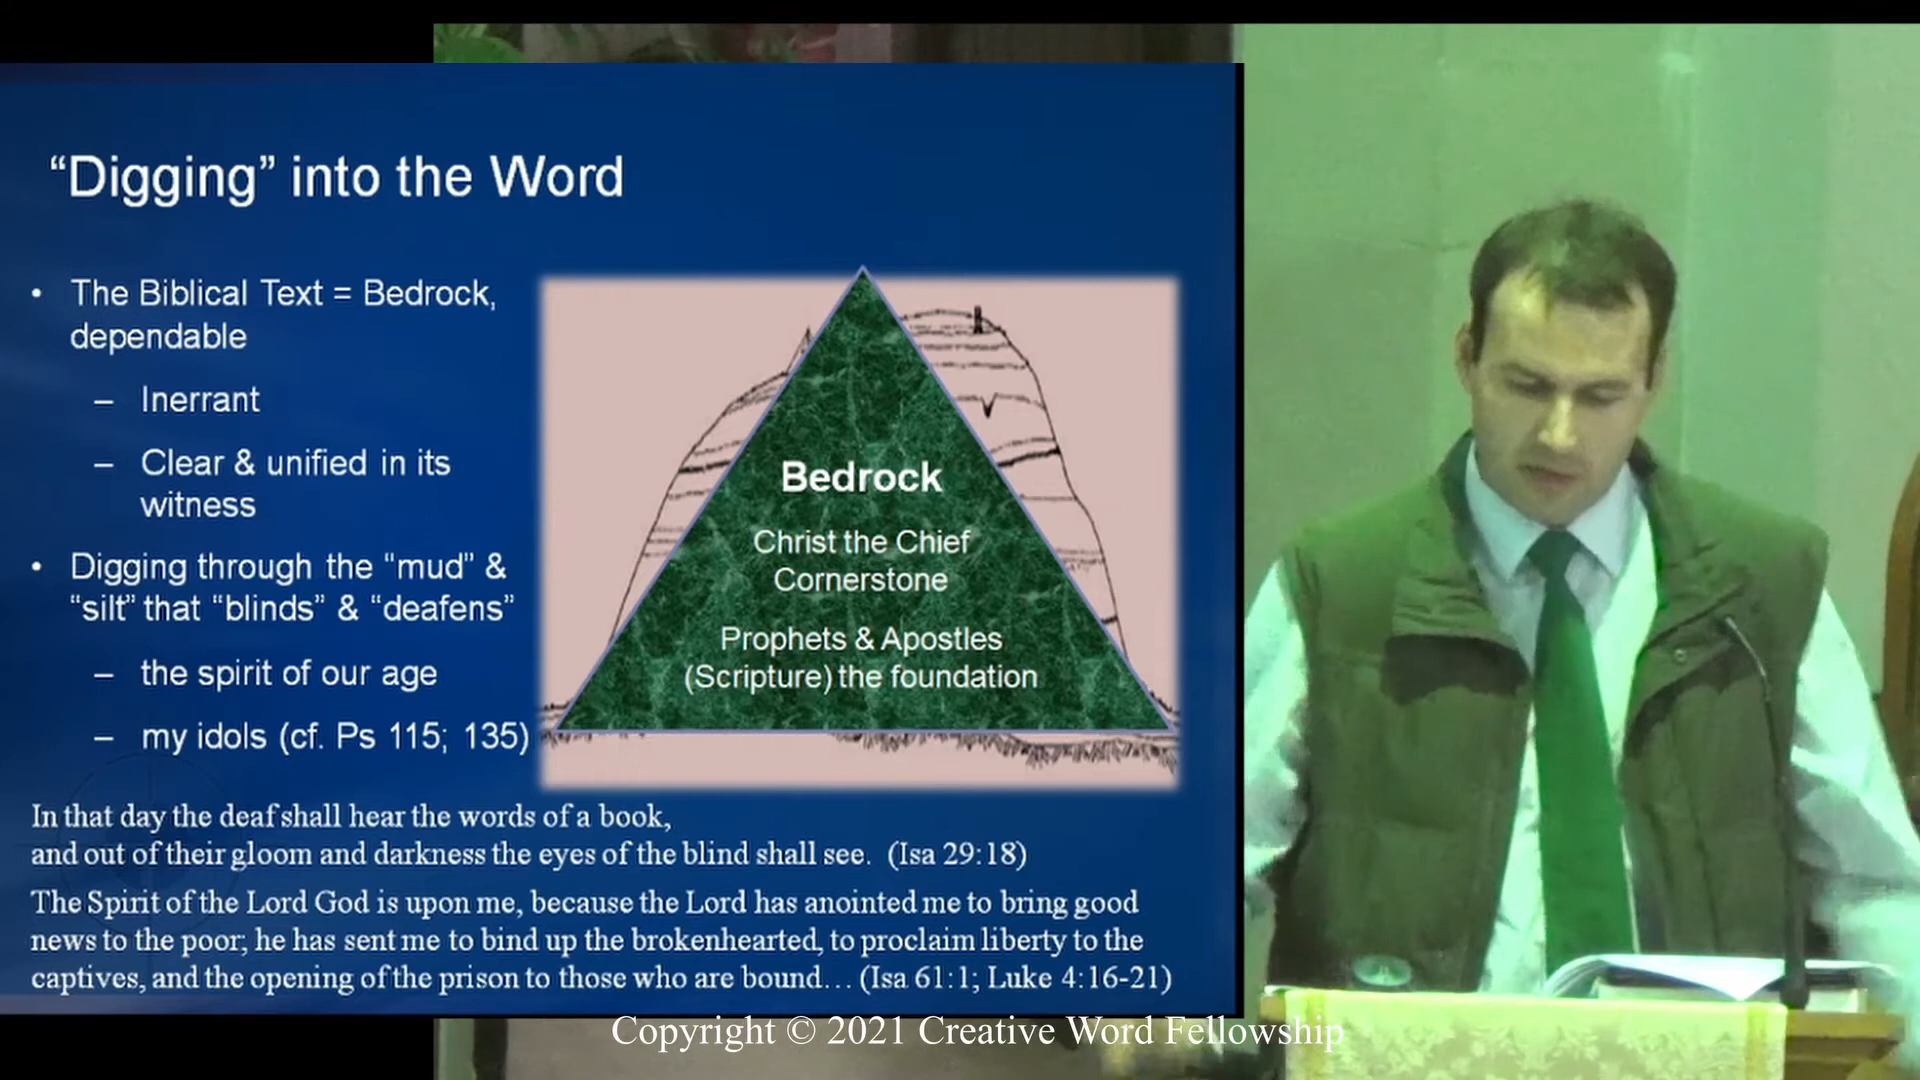 “Digging” into the Word
• The Biblical Text = Bedrock,
dependable
– Inerrant
– Clear & unified in its
witness
• Digging through the “mud” &
“silt” that “blinds” & “deafens”
– the spirit of our age
– my idols (cf. Ps 115; 135)
Bedrock
Christ the Chief
Cornerstone
Prophets & Apostles
(Scripture) the foundation
In that day the deaf shall hear the words of a book,
and out of their gloom and darkness the eyes of the blind shall see. (Isa 29:18)
The Spirit of the Lord God is upon me, because the Lord has anointed me to bring good
news to the poor; he has sent me to bind up the brokenhearted, to proclaim liberty to the
captives, and the opening of the prison to those who are bound… (Isa 61:1; Luke 4:16-21)
Copyright © 2021 Creative Word Fellowship